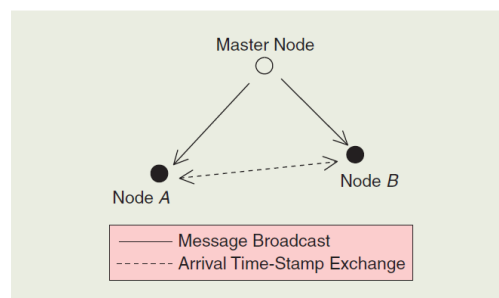 Master Node
Node A
Node B
Message Broadcast
Arrival Time-Stamp Exchange